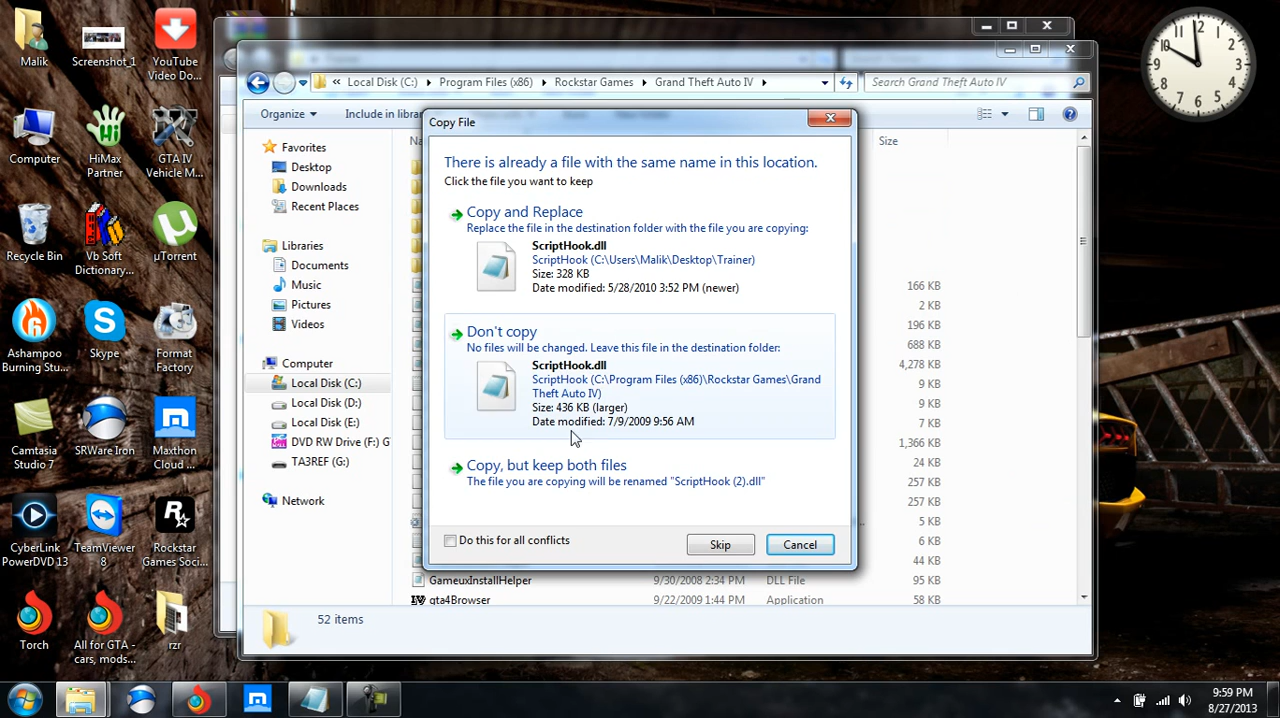 Malik
Screenshot_1
YouTube
Video Do...
Computer
HiMax
Partner
GTA IV
Vehicle M...
Recycle Bin
Vb Soft
Dictionary...
µTorrent
Ashampoo
Burning Stu...
Skype
Format
Factory
Camtasia
Studio 7
SRWare Iron
Maxthon
Cloud ...
CyberLink
PowerDVD 13
TeamViewer
8
Rockstar
Games Soci...
Torch
All for GTA -
cars, mods...
rzr
« Local Disk (C:) Program Files (x86) Rockstar Games Grand Theft Auto IV
Search Grand Theft Auto IV
Organize
Include in libra
Size
Favorites
Desktop
Downloads
Recent Places
Libraries
Documents
Music
Pictures
Videos
Computer
Local Disk (C:)
Local Disk (D:)
Local Disk (E:)
DVD RW Drive (F:) G
TA3REF (G:)
Network
Copy File
There is already a file with the same name in this location.
Click the file you want to keep
Copy and Replace
Replace the file in the destination folder with the file you are copying:
ScriptHook.dll
ScriptHook (C:\Users\Malik\Desktop\Trainer)
Size: 328 KB
Date modified: 5/28/2010 3:52 PM (newer)
Don't copy
No files will be changed. Leave this file in the destination folder:
ScriptHook.dll
ScriptHook (C:\Program Files (x86)\Rockstar Games\Grand
Theft Auto IV)
Size: 436 KB (larger)
Date modified: 7/9/2009 9:56 AM
Copy, but keep both files
The file you are copying will be renamed "ScriptHook (2).dll"
Do this for all conflicts
Skip
Cancel
166 KB
2 KB
196 KB
688 KB
4,278 KB
9 KB
9 KB
7 KB
1,366 KB
24 KB
257 KB
257 KB
5 KB
6 KB
44 KB
GameuxInstallHelper 9/30/2008 2:34 PM DLL File 95 KB
gta4Browser 9/22/2009 1:44 PM Application 58 KB
52 items
12
1
2
3
4
5
6
7
8
9
10
11
9:59 PM
8/27/2013